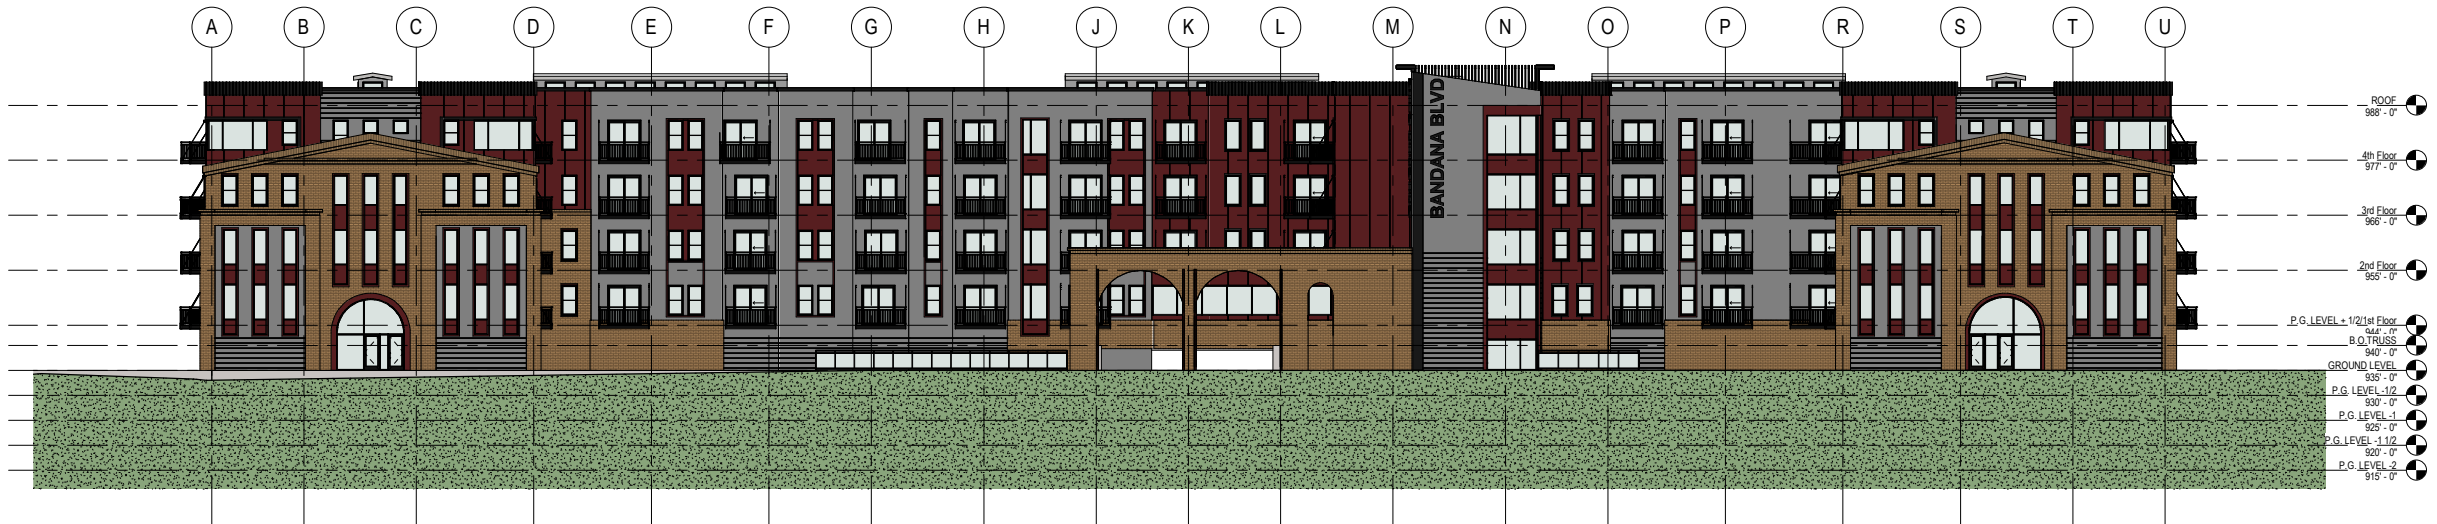 A B C D E F G H J K L M N O P R S T U
BANDANA BLVD
ROOF
988' - 0"
4th Floor
977' - 0"
3rd Floor
966' - 0"
2nd Floor
955' - 0"
P.G. LEVEL + 1/2/1st Floor
944' - 0"
B.O.TRUSS
940' - 0"
GROUND LEVEL
935' - 0"
P.G. LEVEL -1/2
930' - 0"
P.G. LEVEL -1
925' - 0"
P.G. LEVEL -1 1/2
920' - 0"
P.G. LEVEL -2
915' - 0"